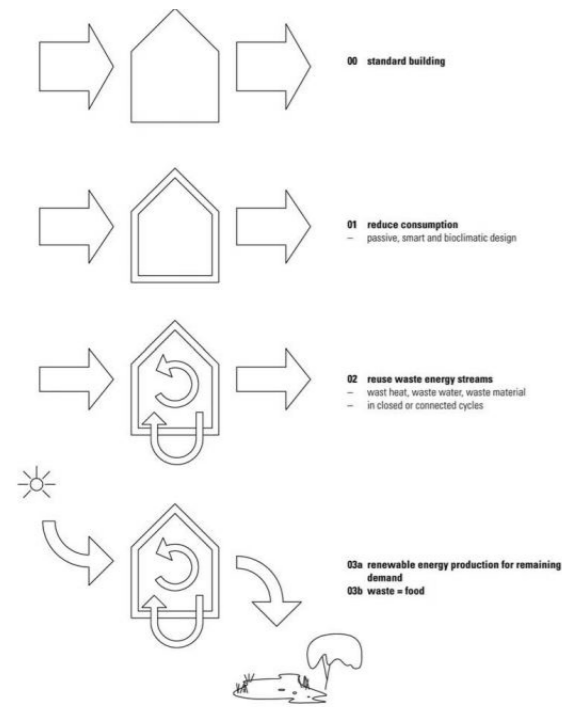 00 standard building
01 reduce consumption
– passive, smart and bioclimatic design
02 reuse waste energy streams
– wast heat, waste water, waste material
– in closed or connected cycles
03a renewable energy production for remaining
demand
03b waste = food